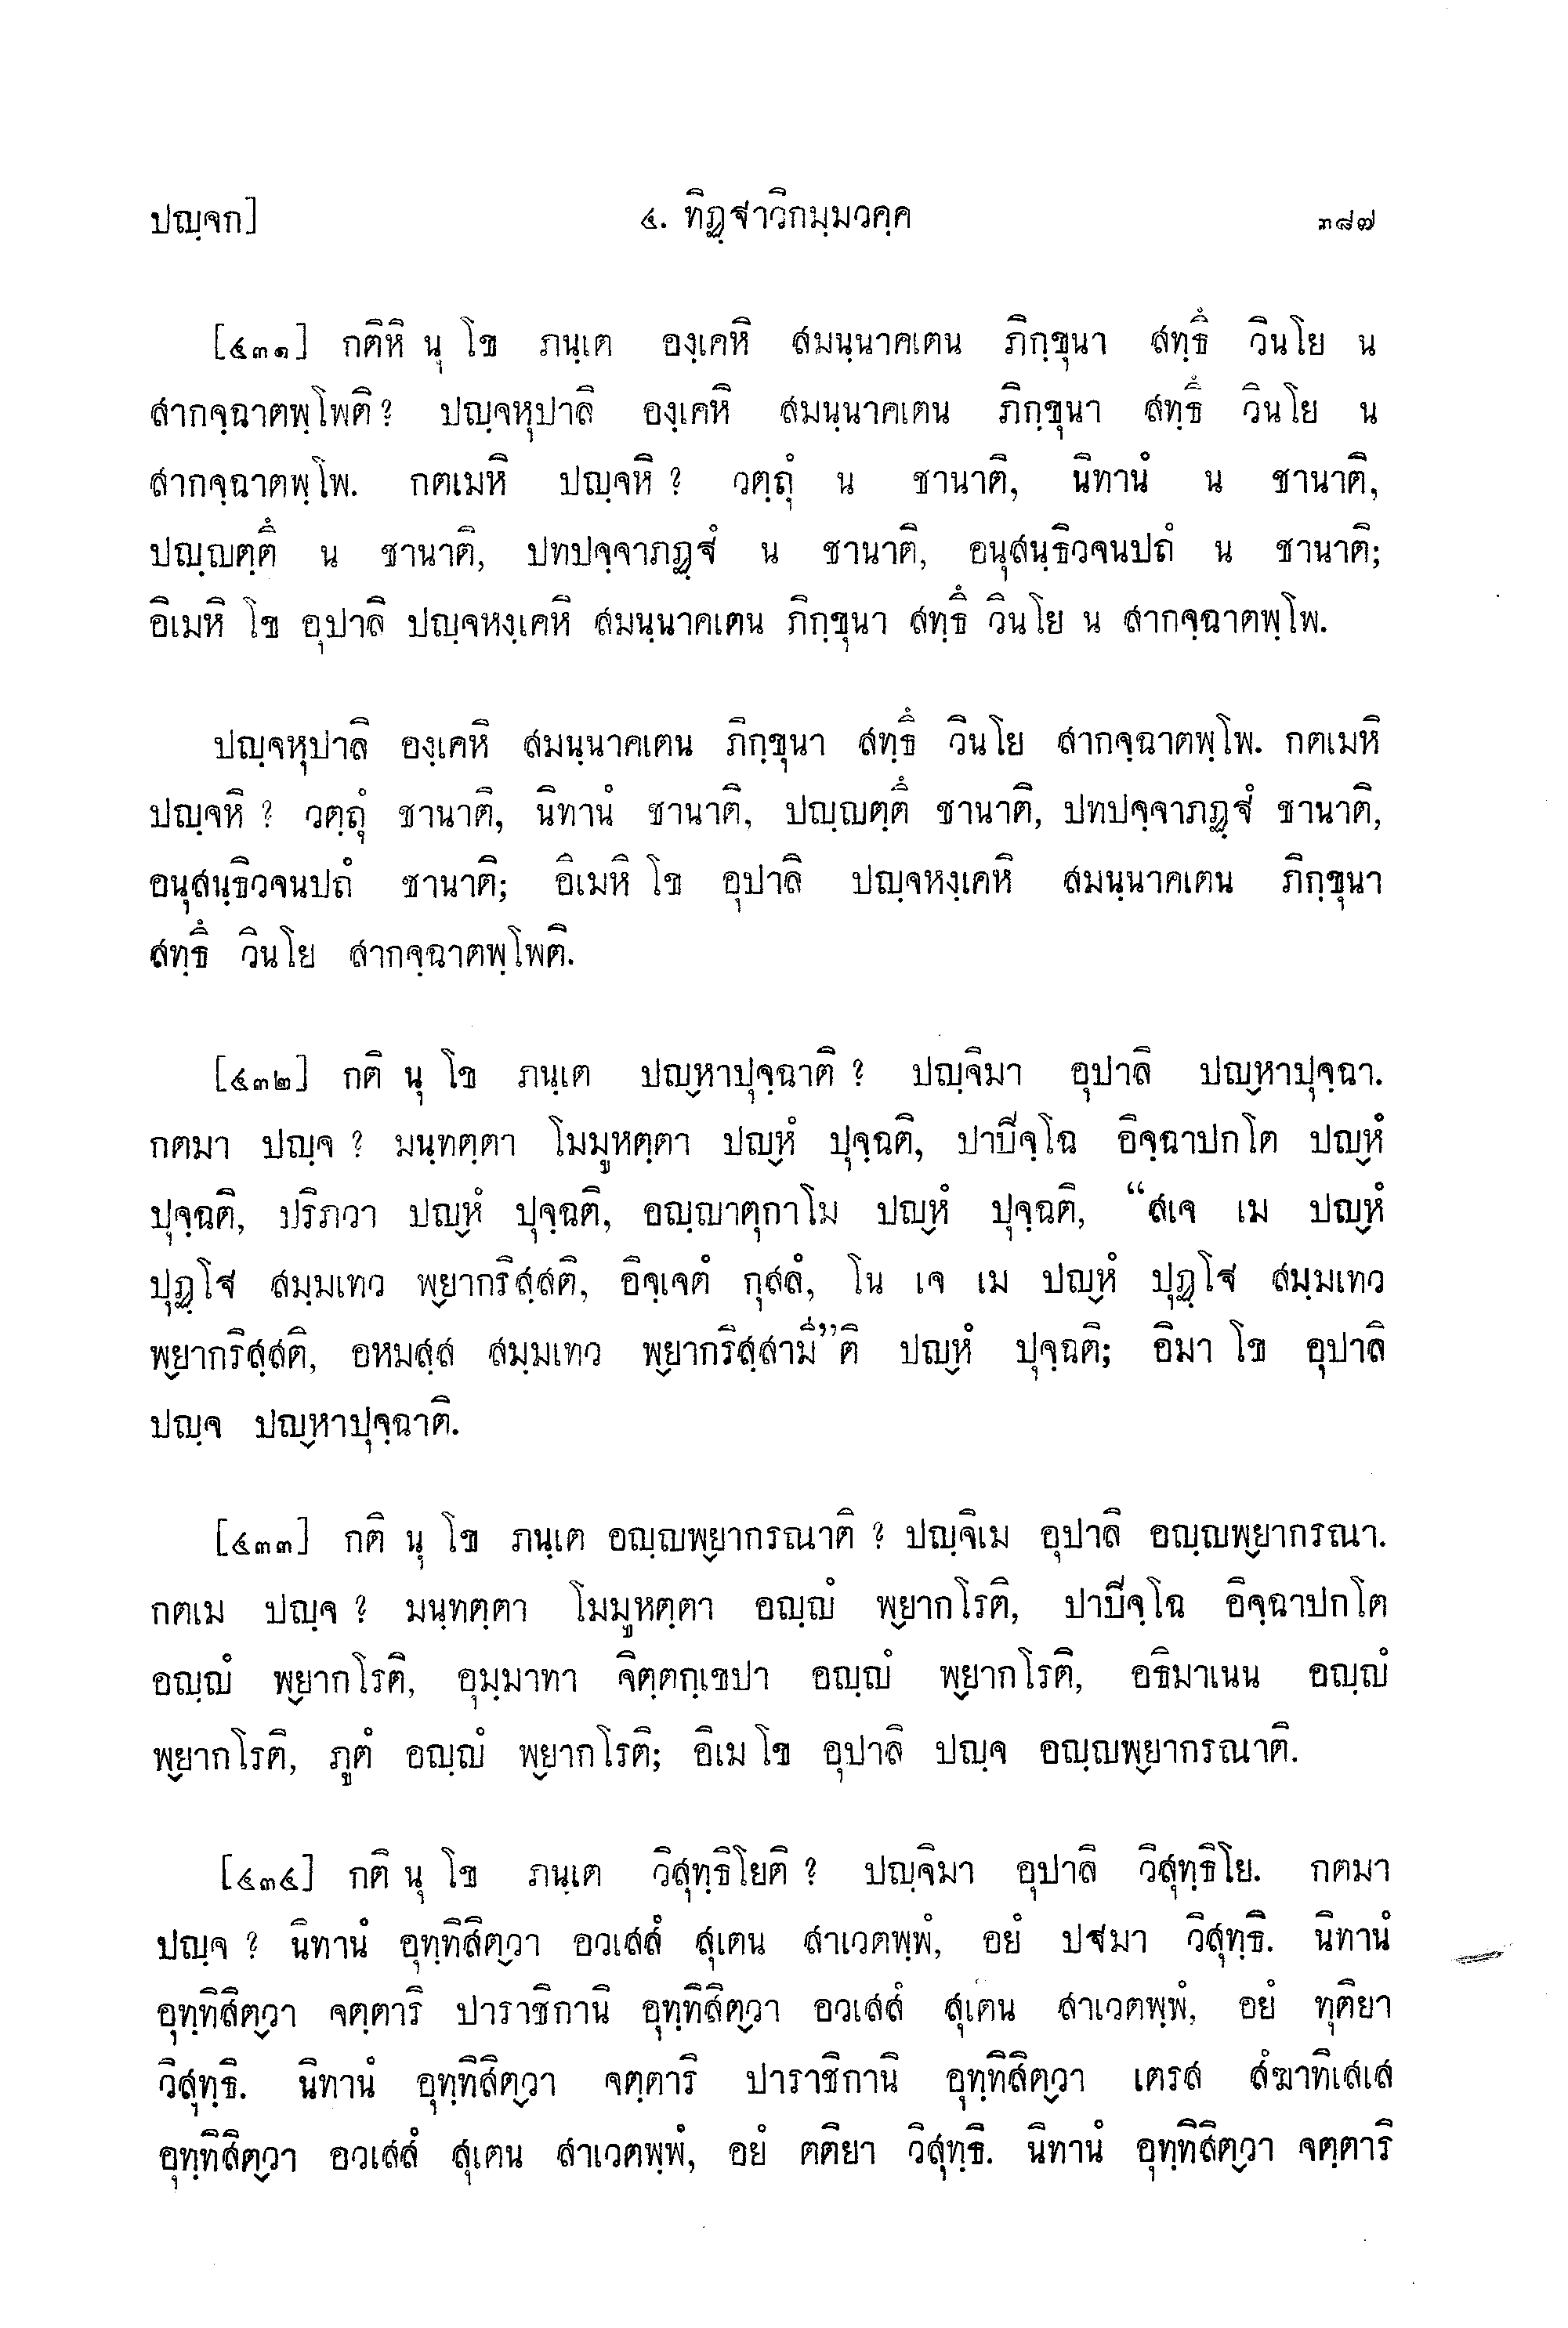 ปญฺจก] ๔. ทิฏฺฐาวิกมฺมวคฺค ๓๘๗
[๔๓๑] กติหิ นุ โข ภนฺเต องฺเคหิ สมนฺนาคเตน ภิกฺขุนา สทฺธึ วินโย น
สากจฺฉาตพฺโพติ? ปญฺจหุปาลิ องฺเคหิ สมนฺนาคเตน ภิกฺขุนา สทฺธึ วินโย น
สากจฺฉาตพฺโพ. กตเมหิ ปญฺจหิ? วตฺถุํ น ชานาติ, นิทานํ น ชานาติ,
ปญฺญตฺตึ น ชานาติ, ปทปจฺจาภฏฺฐํ น ชานาติ, อนุสนฺธิวจนปถํ น ชานาติ;
อิเมหิ โข อุปาลิ ปญฺจหงฺเคหิ สมนฺนาคเตน ภิกฺขุนา สทฺธึ วินโย น สากจฺฉาตพฺโพ.
ปญฺจหุปาลิ องฺเคหิ สมนฺนาคเตน ภิกฺขุนา สทฺธึ วินโย สากจฺฉาตพฺโพ. กตเมหิ
ปญฺจหิ? วตฺถุํ ชานาติ, นิทานํ ชานาติ, ปญฺญตฺตึ ชานาติ, ปทปจฺจาภฏฺฐํ ชานาติ,
อนุสนฺธิวจนปถํ ชานาติ; อิเมหิ โข อุปาลิ ปญฺจหงฺเคหิ สมนฺนาคเตน ภิกฺขุนา
สทฺธึ วินโย สากจฺฉาตพฺโพติ.
[๔๓๒] กติ นุ โข ภนฺเต ปญฺหาปุจฺฉาติ? ปญฺจิมา อุปาลิ ปญฺหาปุจฺฉา.
กตมา ปญฺจ? มนฺทตฺตา โมมูหตฺตา ปญฺหํ ปุจฺฉติ, ปาปิจฺโฉ อิจฺฉาปกโต ปญฺหํ
ปุจฺฉติ, ปริภวา ปญฺหํ ปุจฺฉติ, อญฺญาตุกาโม ปญฺหํ ปุจฺฉติ, “สเจ เม ปญฺหํ
ปุฏฺโฐ สมฺมเทว พฺยากริสฺสติ, อิจฺเจตํ กุสลํ, โน เจ เม ปญฺหํ ปุฏฺโฐ สมฺมเทว
พฺยากริสฺสติ, อหมสฺส สมฺมเทว พฺยากริสฺสามี”ติ ปญฺหํ ปุจฺฉติ; อิมา โข อุปาลิ
ปญฺจ ปญฺหาปุจฺฉาติ.
[๔๓๓] กติ นุ โข ภนฺเต อญฺญพฺยากรณาติ? ปญฺจิเม อุปาลิ อญฺญพฺยากรณา.
กตเม ปญฺจ? มนฺทตฺตา โมมูหตฺตา อญฺญํ พฺยากโรติ, ปาปิจฺโฉ อิจฺฉาปกโต
อญฺญํ พฺยากโรติ, อุมฺมาทา จิตฺตกฺเขปา อญฺญํ พฺยากโรติ, อธิมาเนน อญฺญํ
พฺยากโรติ, ภูตํ อญฺญํ พฺยากโรติ; อิเม โข อุปาลิ ปญฺจ อญฺญพฺยากรณาติ.
[๔๓๔] กติ นุ โข ภนฺเต วิสุทฺธิโยติ? ปญฺจิมา อุปาลิ วิสุทฺธิโย. กตมา
ปญฺจ? นิทานํ อุทฺทิสิตฺวา อวเสสํ สุเตน สาเวตพฺพํ, อยํ ปฐมา วิสุทฺธิ. นิทานํ
อุทฺทิสิตฺวา จตฺตาริ ปาราชิกานิ อุทฺทิสิตฺวา อวเสสํ สุเตน สาเวตพฺพํ, อยํ ทุติยา
วิสุทฺธิ. นิทานํ อุทฺทิสิตฺวา จตฺตาริ ปาราชิกานิ อุทฺทิสิตฺวา เตรส สํฆาทิเสเส
อุทฺทิสิตฺวา อวเสสํ สุเตน สาเวตพฺพํ, อยํ ตติยา วิสุทฺธิ. นิทานํ อุทฺทิสิตฺวา จตฺตาริ